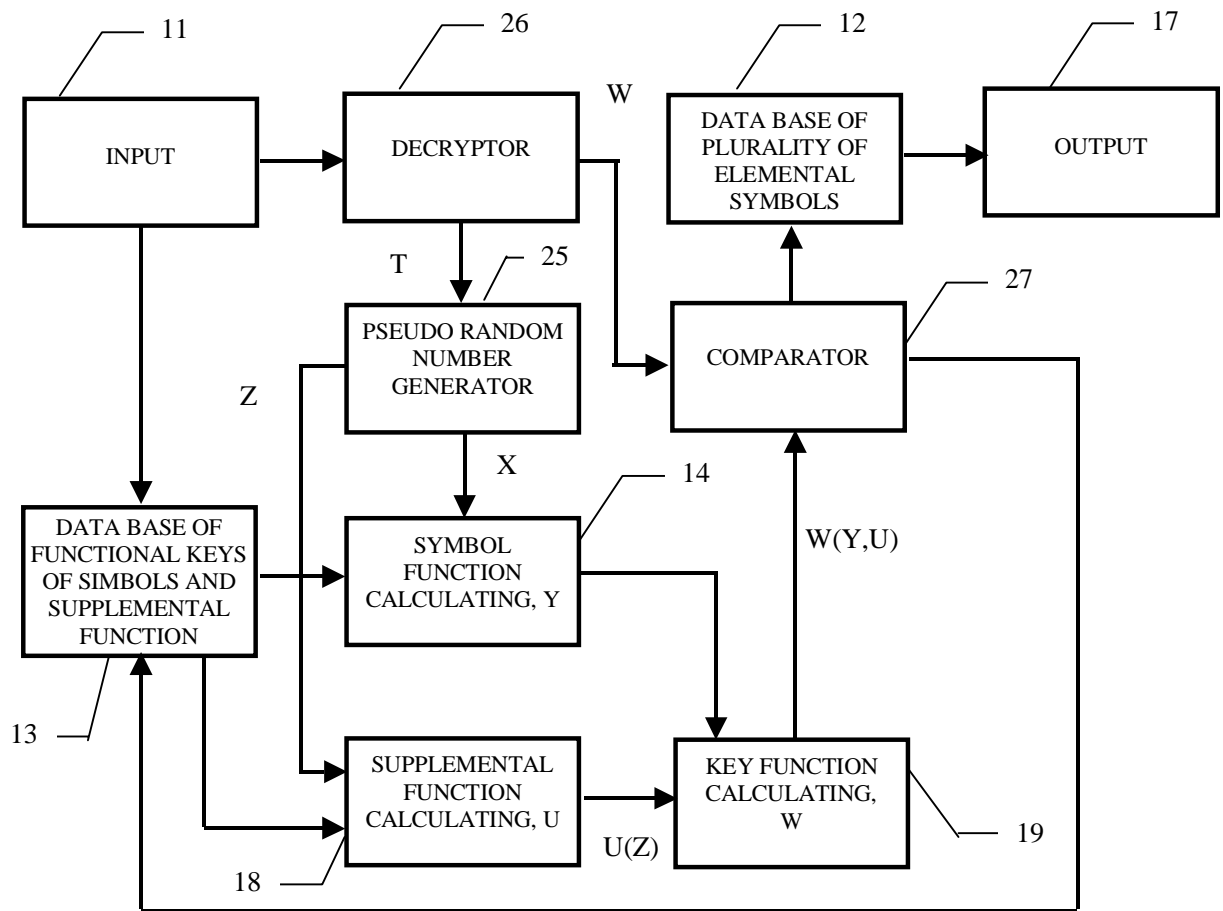 11
26
12
17
W
INPUT
DECRYPTOR
DATA BASE OF
PLURALITY OF
ELEMENTAL
SYMBOLS
OUTPUT
T
25
27
PSEUDO RANDOM
NUMBER
GENERATOR
COMPARATOR
Z
X
14
DATA BASE OF
FUNCTIONAL KEYS
OF SIMBOLS AND
SUPPLEMENTAL
FUNCTION
SYMBOL
FUNCTION
CALCULATING, Y
W(Y,U)
13
SUPPLEMENTAL
FUNCTION
CALCULATING, U
KEY FUNCTION
CALCULATING,
W
U(Z)
18
19